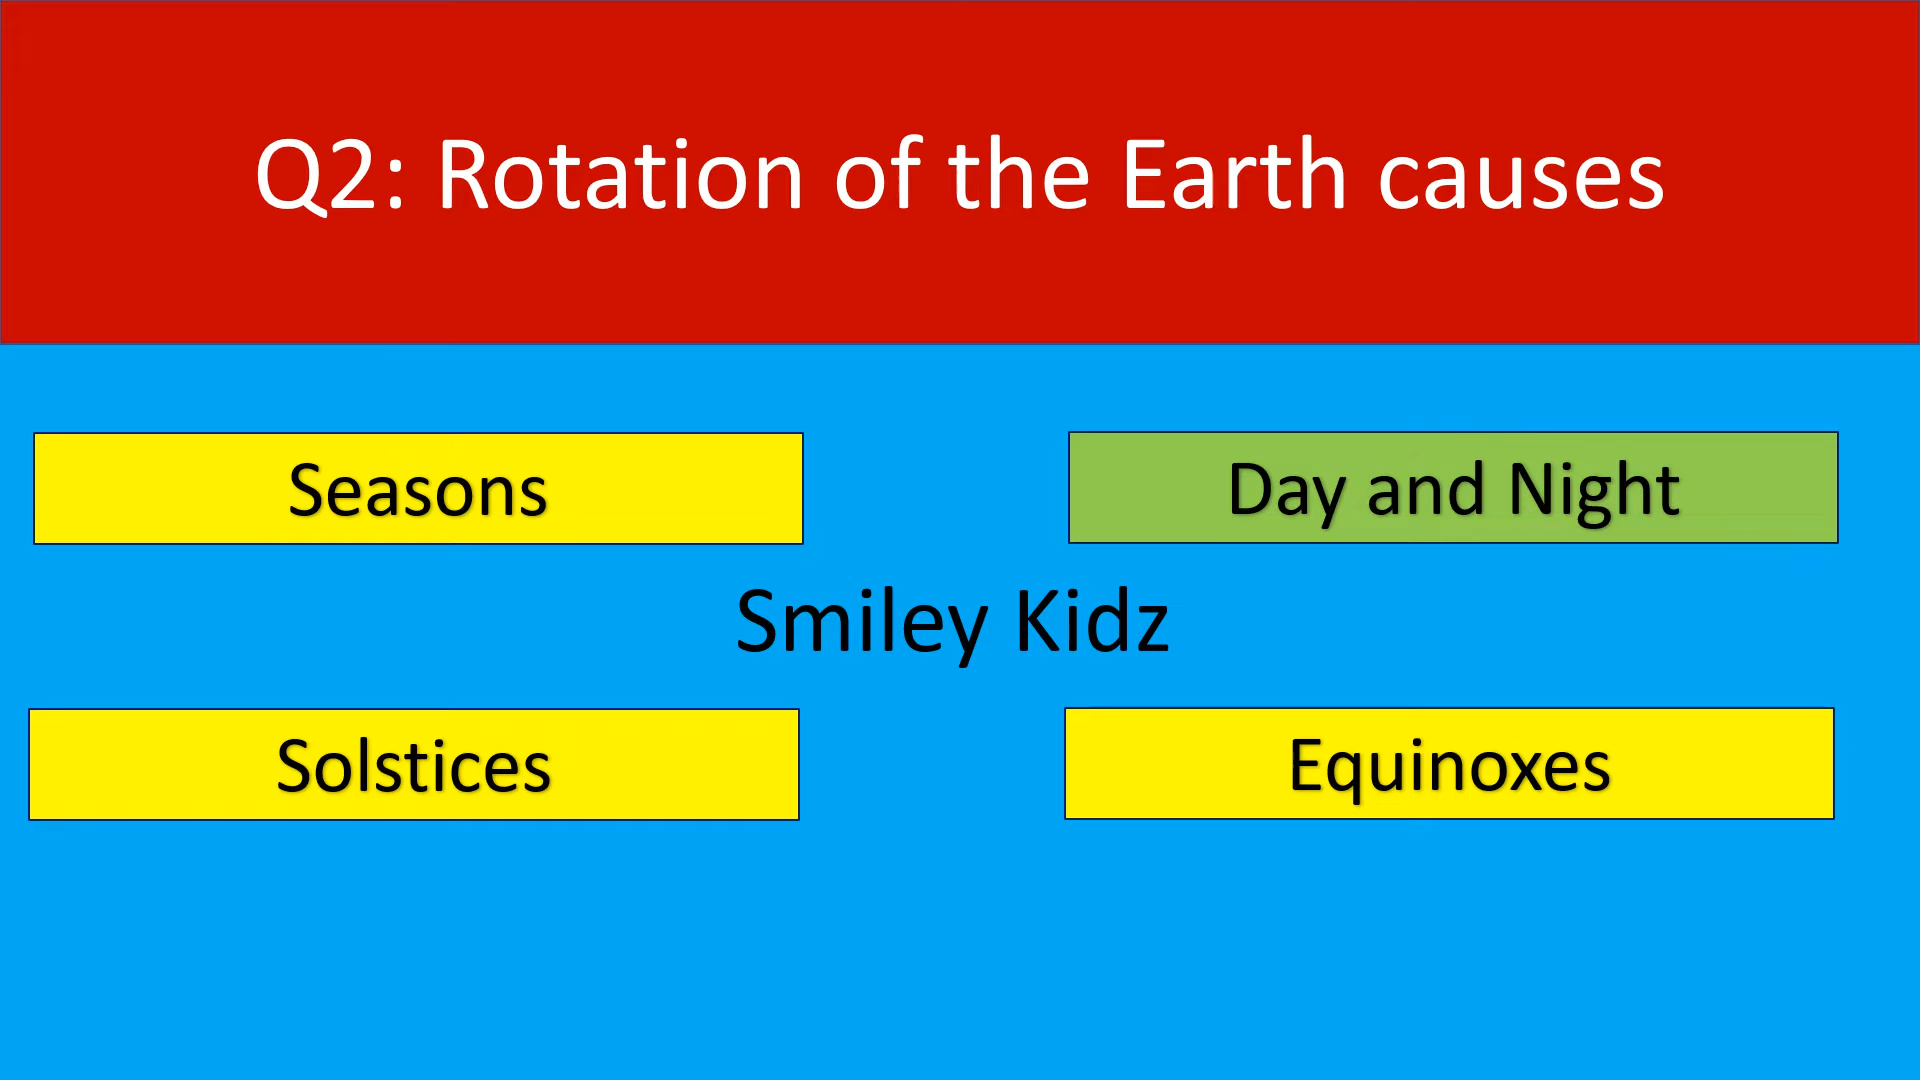 Q2: Rotation of the Earth causes
Seasons
Day and Night
Smiley Kidz
Solstices
Equinoxes